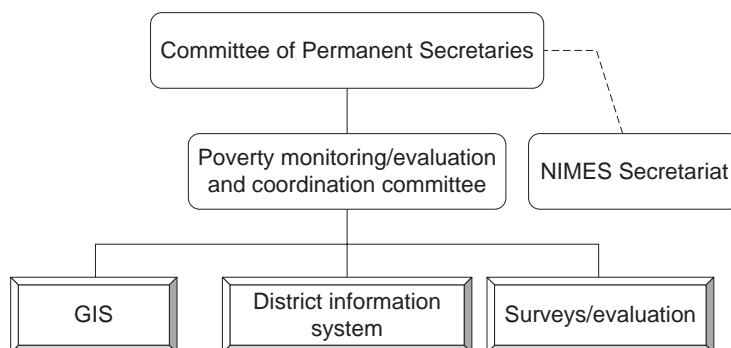 Committee of Permanent Secretaries
Poverty monitoring/evaluation
and coordination committee
NIMES Secretariat
GIS
District information
system
Surveys/evaluation